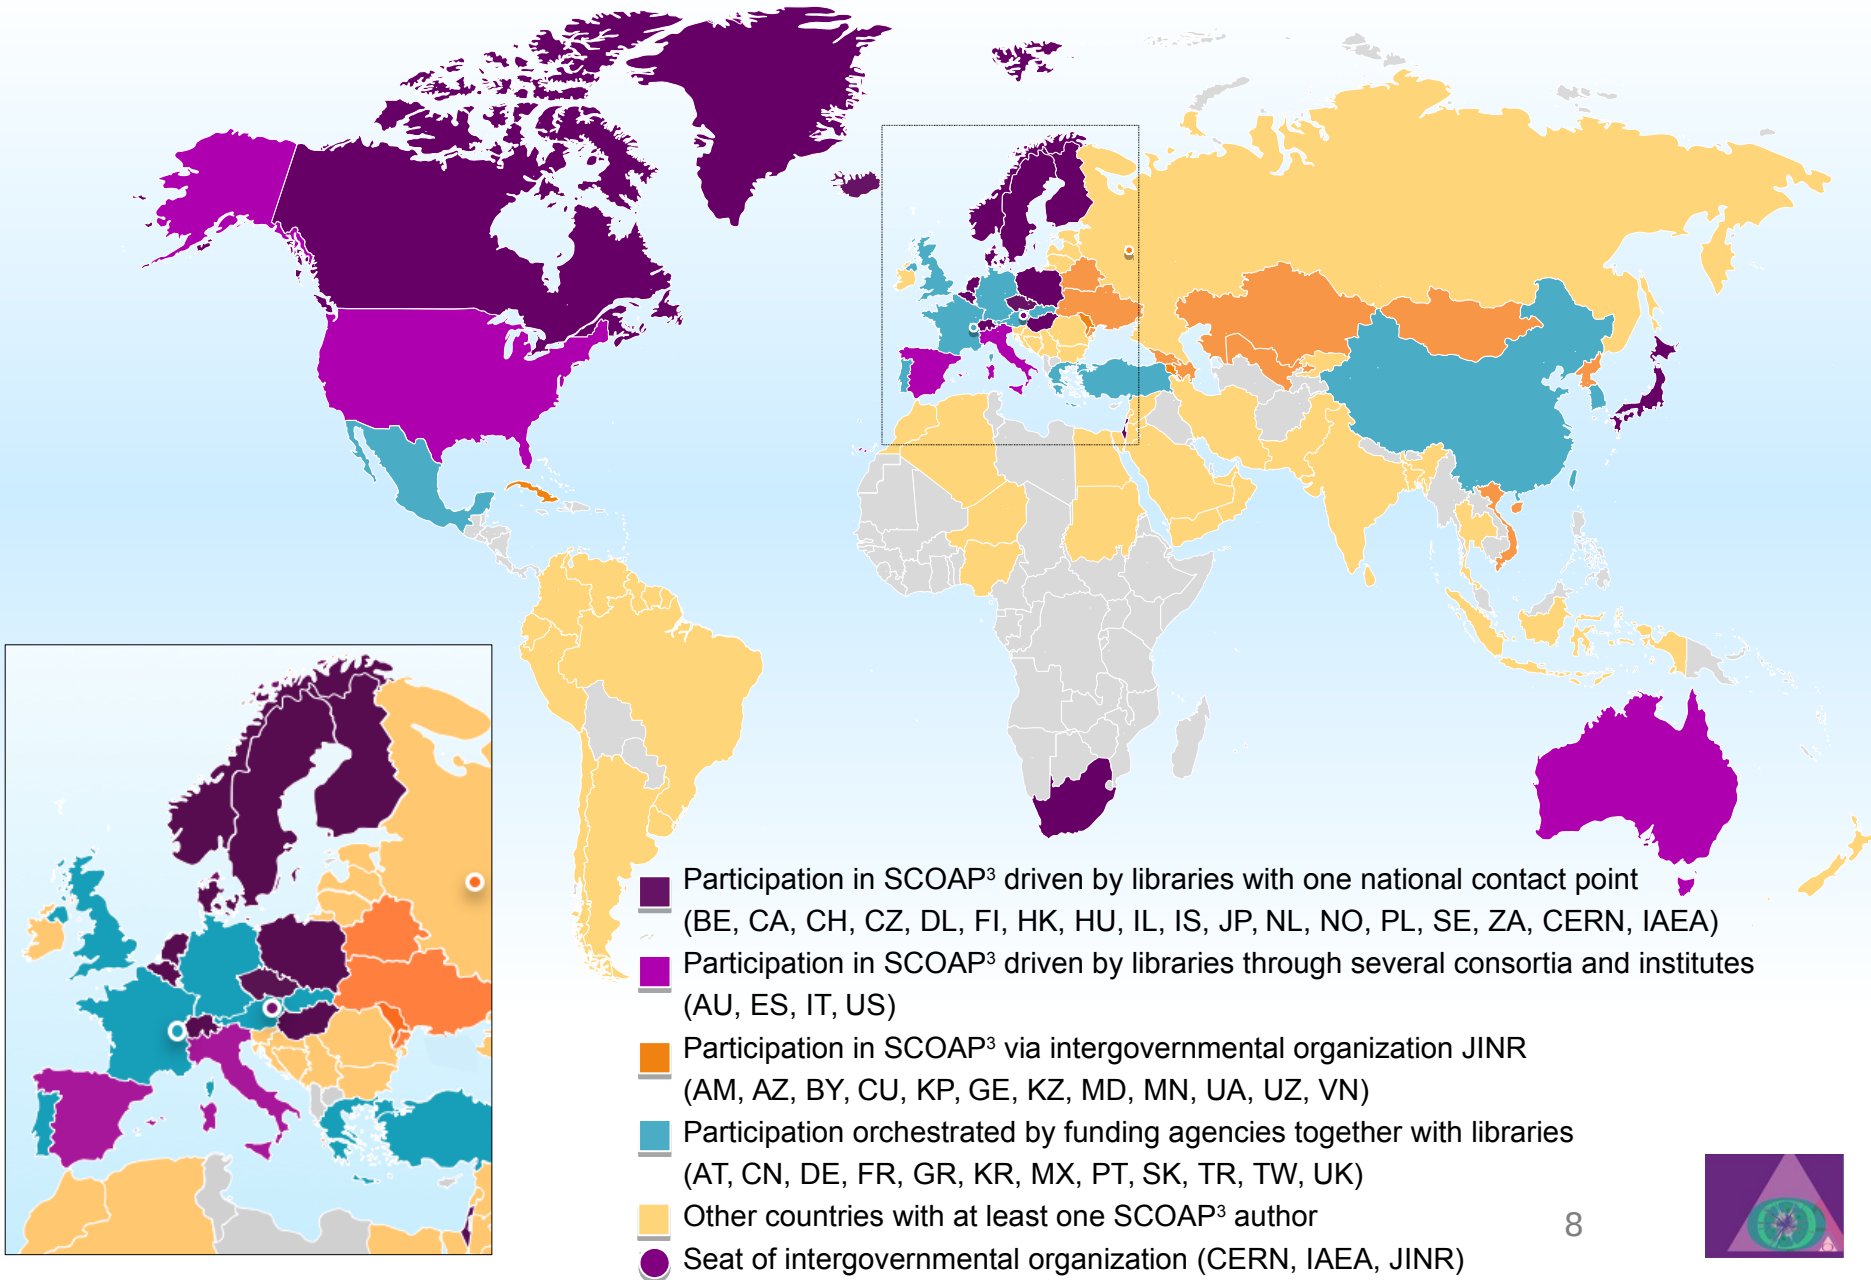 Participation in SCOAP³ driven by libraries with one national contact point
(BE, CA, CH, CZ, DL, FI, HK, HU, IL, IS, JP, NL, NO, PL, SE, ZA, CERN, IAEA)
Participation in SCOAP³ driven by libraries through several consortia and institutes
(AU, ES, IT, US)
Participation in SCOAP³ via intergovernmental organization JINR
(AM, AZ, BY, CU, KP, GE, KZ, MD, MN, UA, UZ, VN)
Participation orchestrated by funding agencies together with libraries
(AT, CN, DE, FR, GR, KR, MX, PT, SK, TR, TW, UK)
Other countries with at least one SCOAP³ author
8
Seat of intergovernmental organization (CERN, IAEA, JINR)